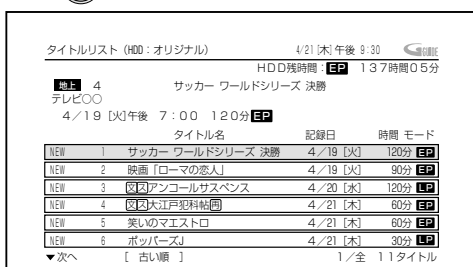 タイトルリスト（HDD：オリジナル） 4/21[木]午後 9:30 G GUIDE
HDD残時間：EP 137時間05分
地上 4 サッカー ワールドシリーズ 決勝
テレビ〇〇
4／19 [火]午後 7：00 120分EP
タイトル名 記録日 時間 モード
NEW 1 サッカー ワールドシリーズ 決勝 4／19 [火] 120分 EP
NEW 2 映画「ローマの恋人」 4／19 [火] 90分 EP
NEW 3 文スアンコールサスペンス 4／20 [水] 120分 LP
NEW 4 文ス大江戸犯科帖再 4／21 [木] 60分 EP
NEW 5 笑いのマエストロ 4／21 [木] 60分 EP
NEW 6 ポッパーズJ 4／21 [木] 30分 LP
▼次へ [ 古い順 ] 1／全 11タイトル